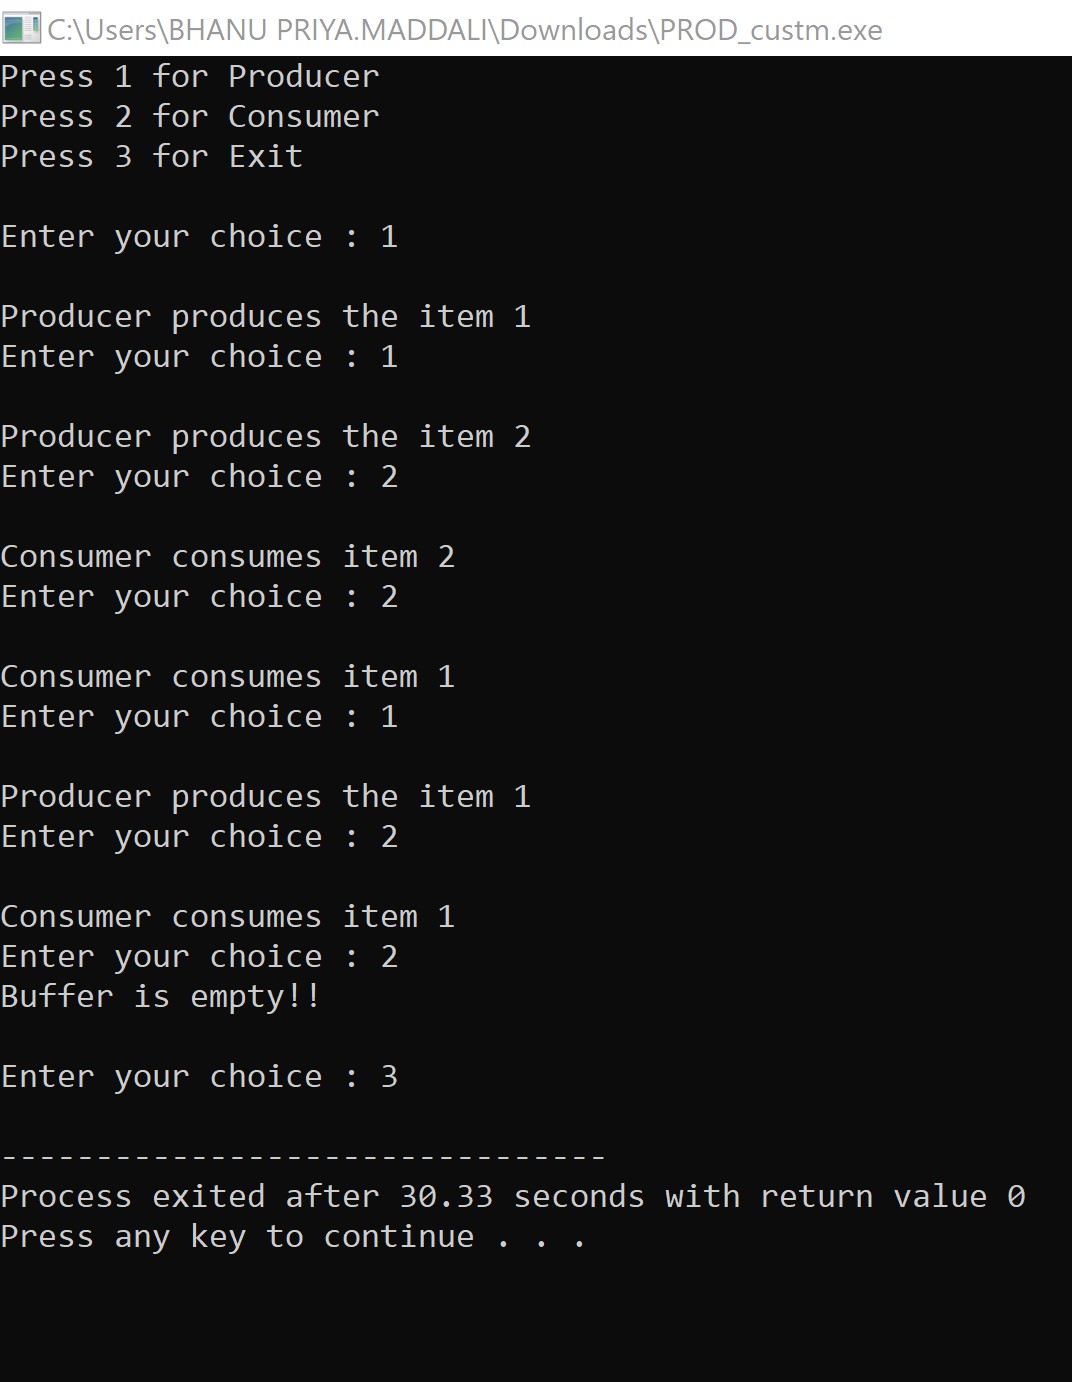 C:\Users\BHANU PRIYA.MADDALI\Downloads\PROD_custm.exe
Press 1 for Producer
Press 2 for Consumer
Press 3 for Exit
Enter your choice : 1
Producer produces the item 1
Enter your choice : 1
Producer produces the item 2
Enter your choice : 2
Consumer consumes item 2
Enter your choice : 2
Consumer consumes item 1
Enter your choice : 1
Producer produces the item 1
Enter your choice : 2
Consumer consumes item 1
Enter your choice : 2
Buffer is empty!!
Enter your choice : 3
--------------------------------
Process exited after 30.33 seconds with return value 0
Press any key to continue . . .